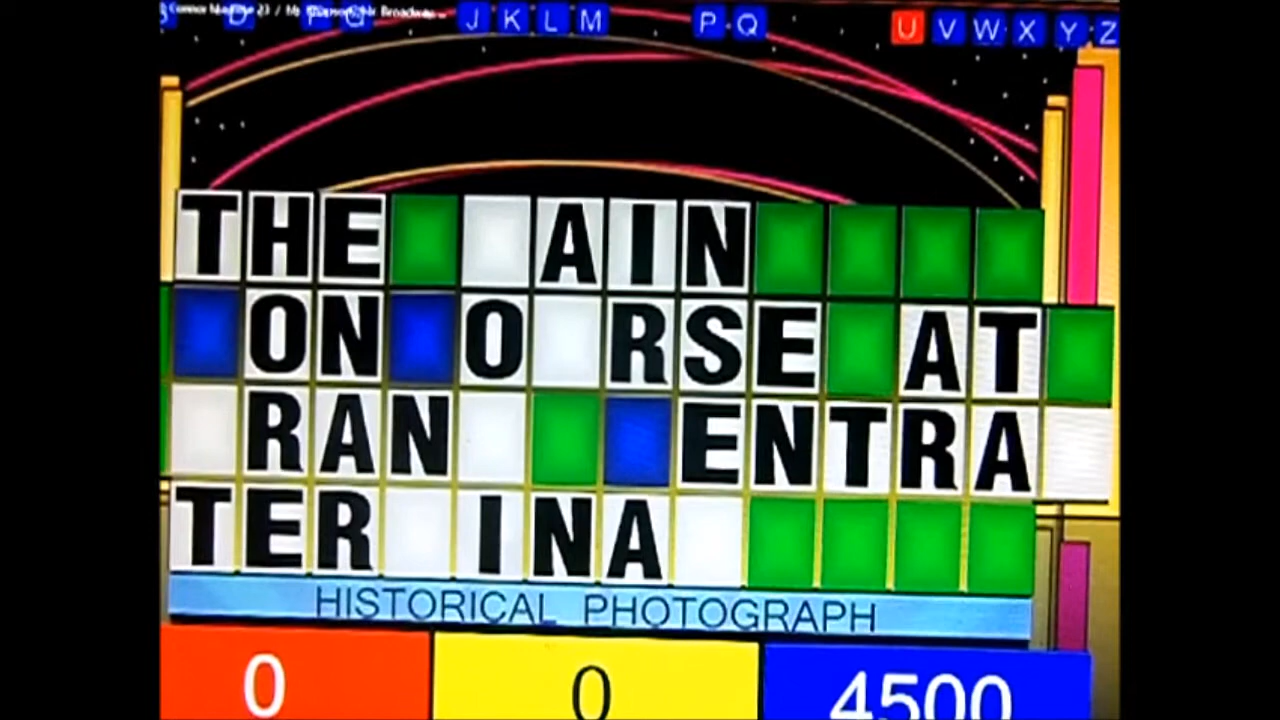 J K L M P Q U V W X Y Z
THE AIN
ON O RSE AT
RAN ENTRA
TER INA
HISTORICAL PHOTOGRAPH
0 0 4500